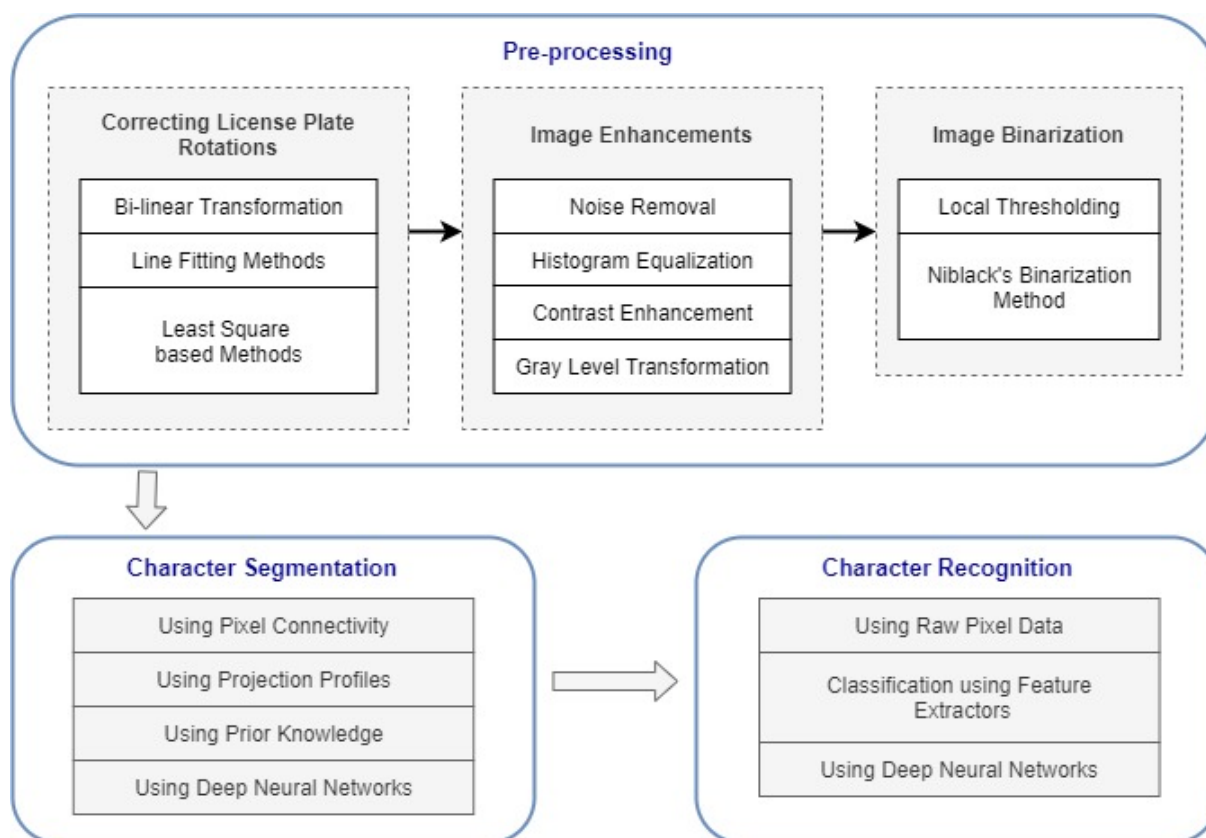 Pre-processing
Correcting License Plate
Rotations
Bi-linear Transformation
Line Fitting Methods
Least Square
based Methods
Image Enhancements
Noise Removal
Histogram Equalization
Contrast Enhancement
Gray Level Transformation
Image Binarization
Local Thresholding
Niblack's Binarization
Method
Character Segmentation
Using Pixel Connectivity
Using Projection Profiles
Using Prior Knowledge
Using Deep Neural Networks
Character Recognition
Using Raw Pixel Data
Classification using Feature
Extractors
Using Deep Neural Networks